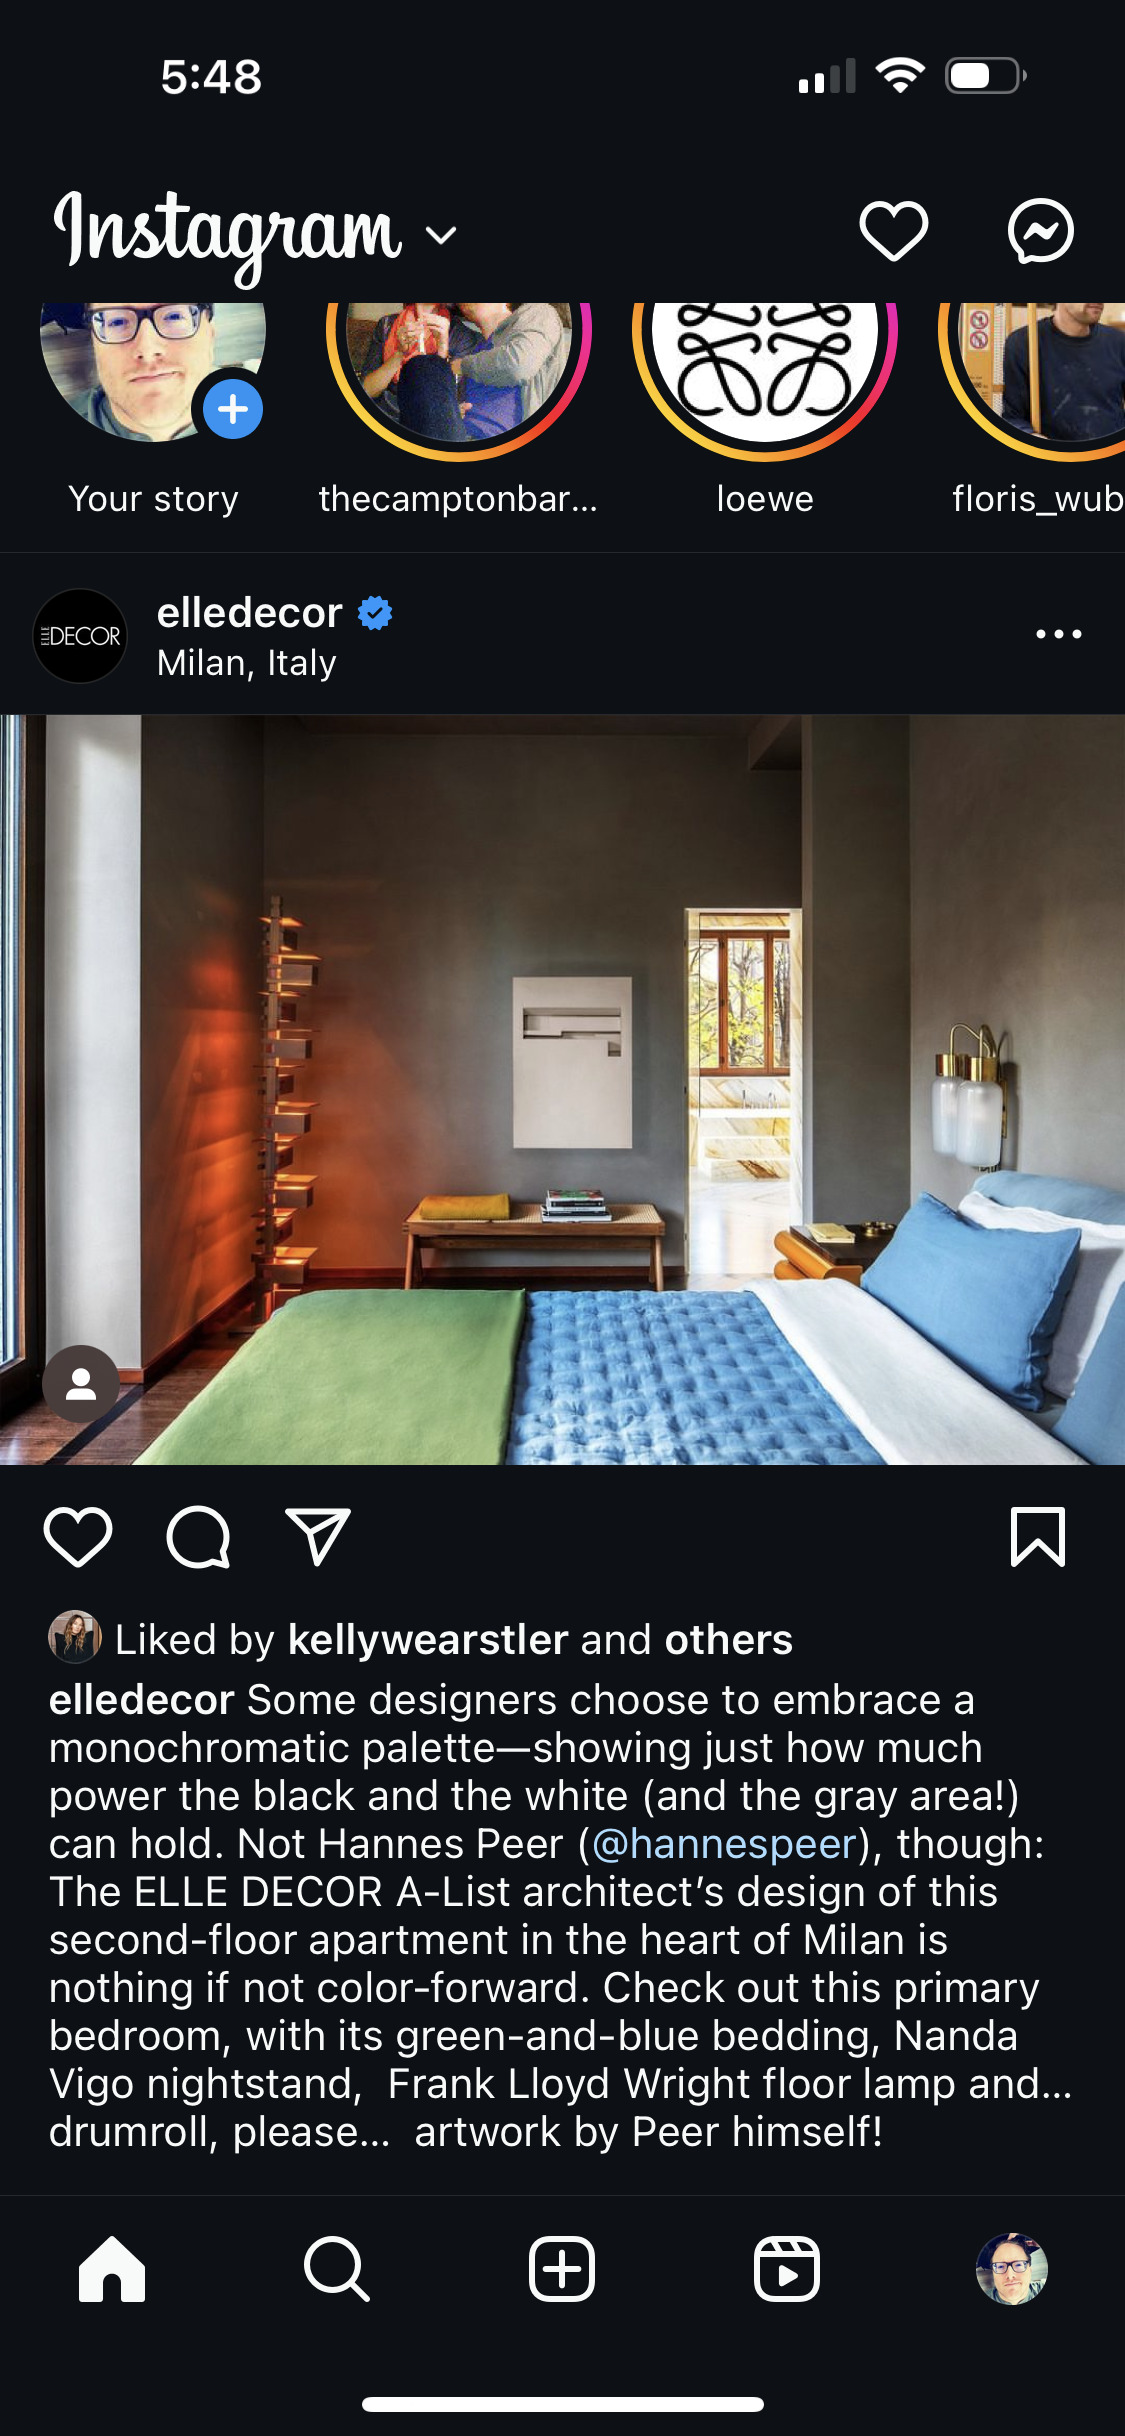 5:48
Instagram
Your story
thecamptonbar...
loewe
floris_wub
ELLE DECOR
elledecor
Milan, Italy
Liked by kellywearstler and others
elledecor Some designers choose to embrace a
monochromatic palette—showing just how much
power the black and the white (and the gray area!)
can hold. Not Hannes Peer (@hannespeer), though:
The ELLE DECOR A-List architect’s design of this
second-floor apartment in the heart of Milan is
nothing if not color-forward. Check out this primary
bedroom, with its green-and-blue bedding, Nanda
Vigo nightstand,  Frank Lloyd Wright floor lamp and...
drumroll, please...  artwork by Peer himself!